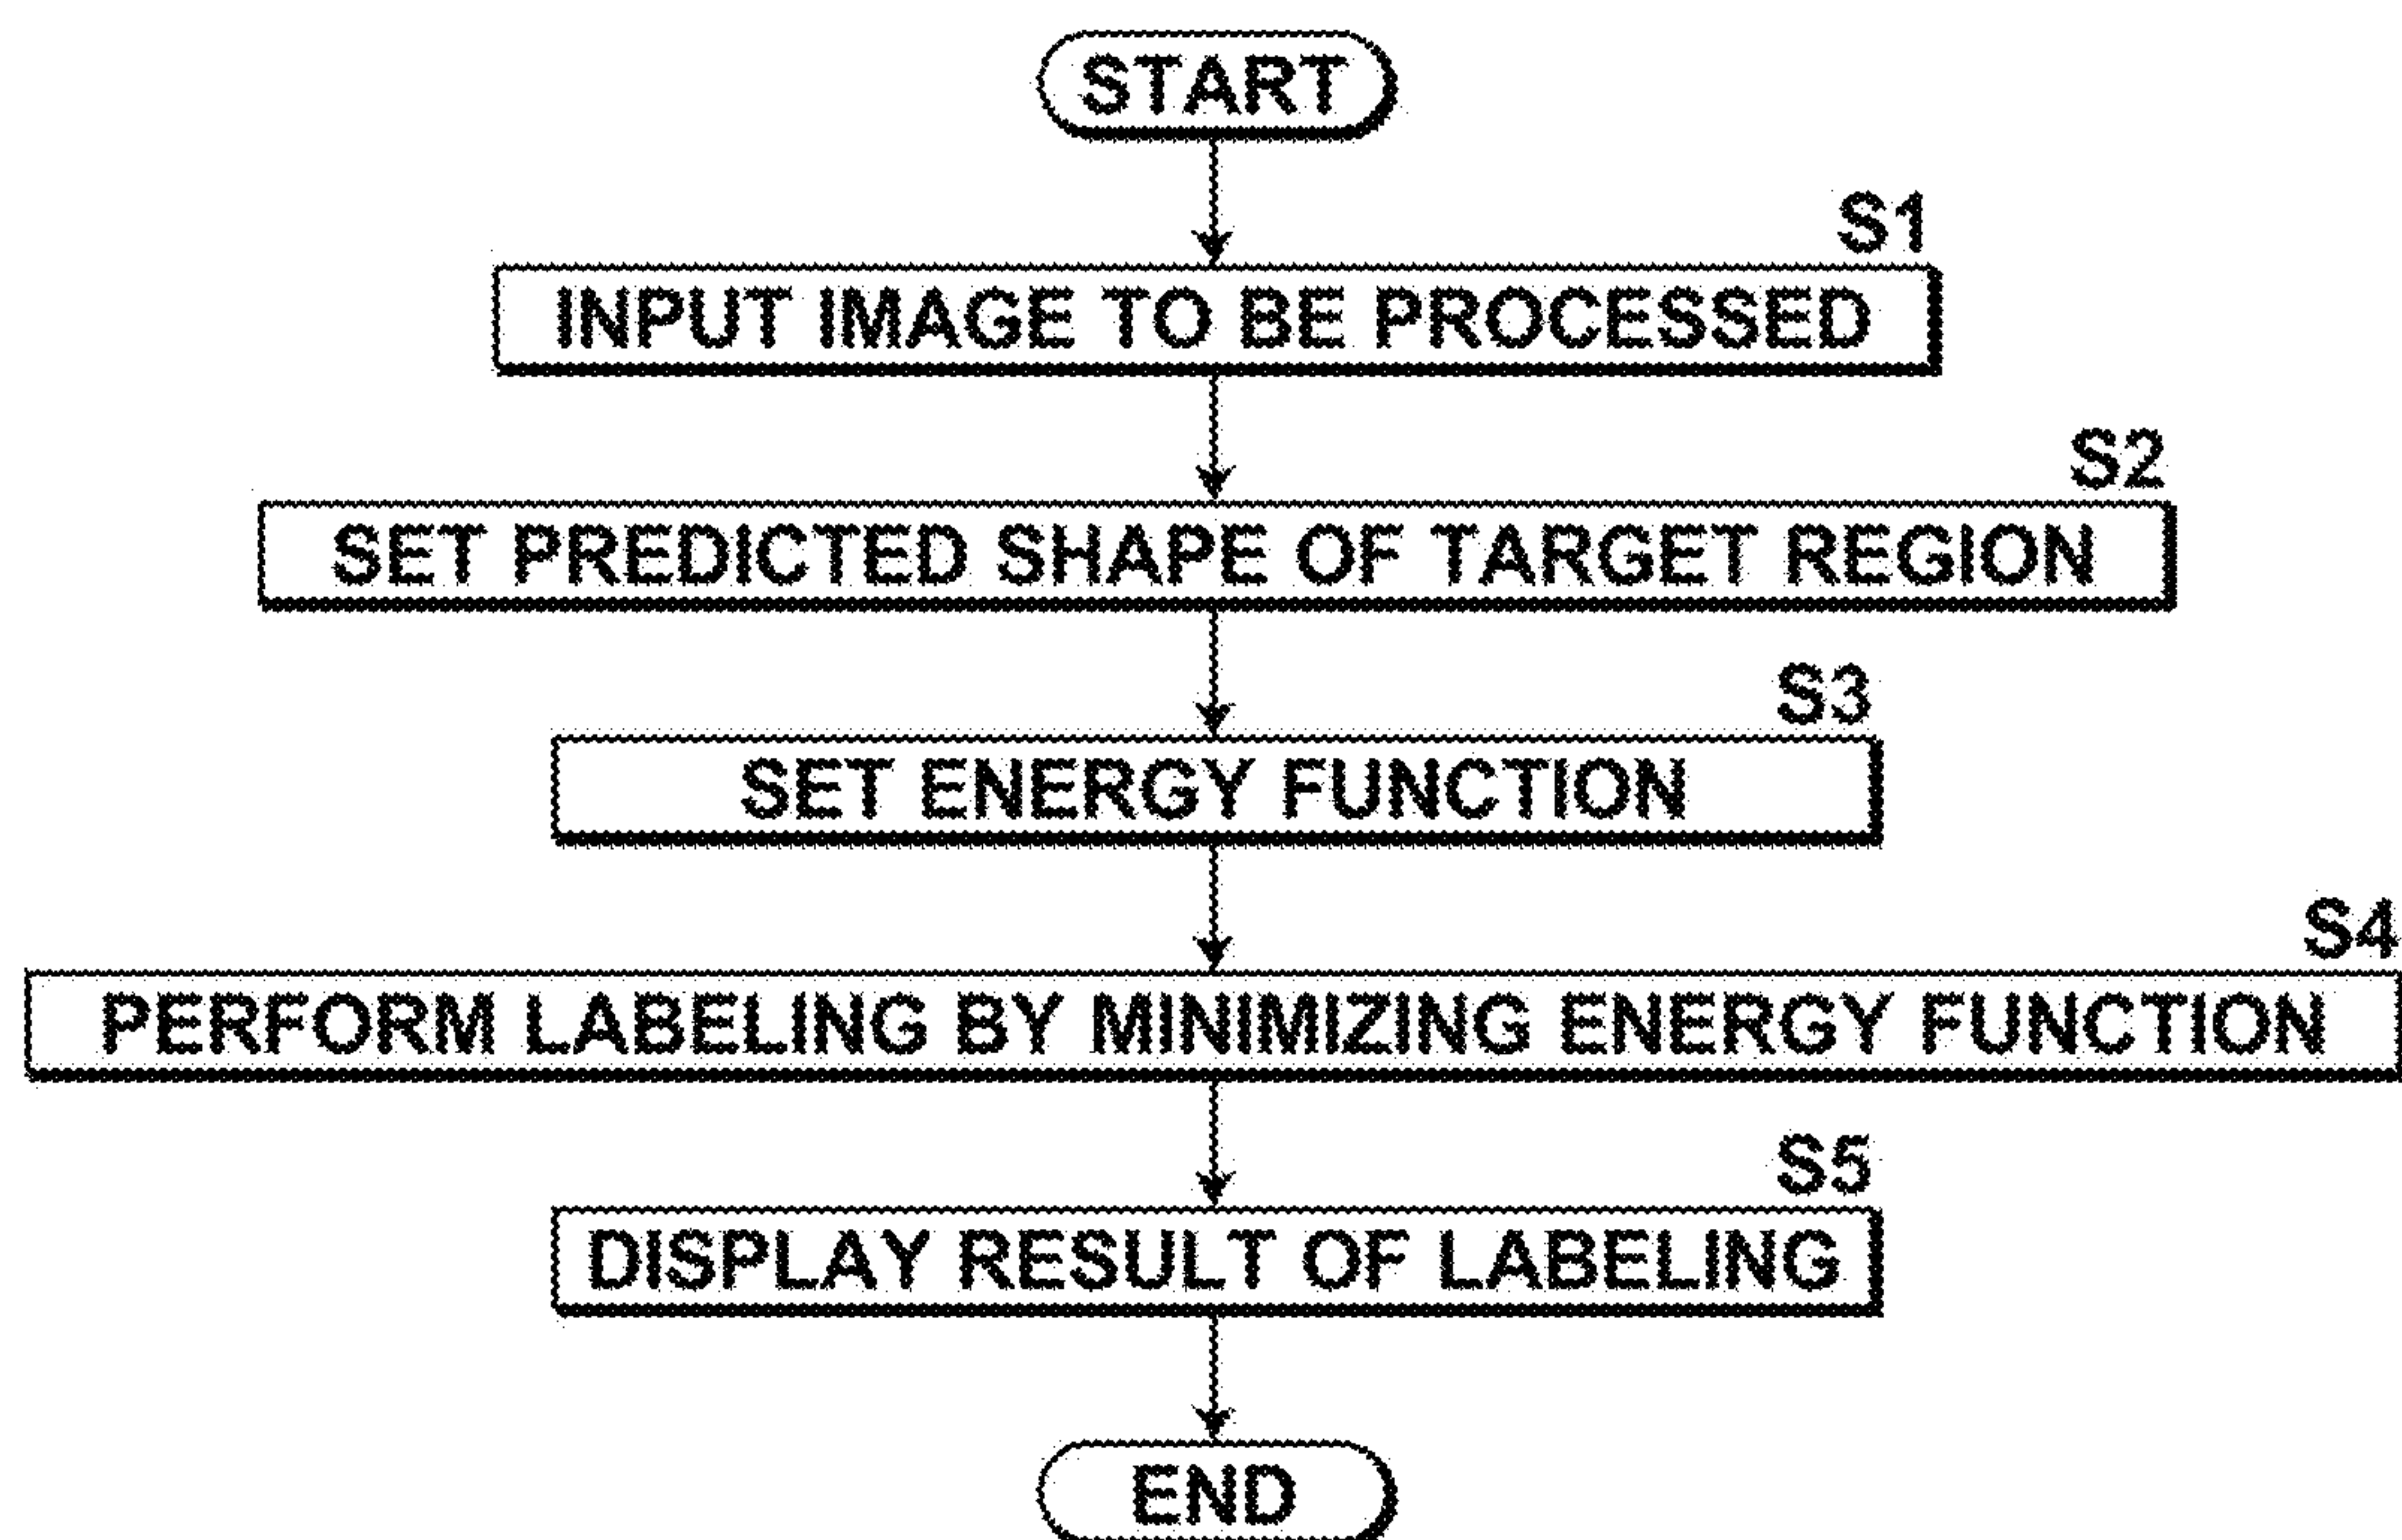 START
S1
INPUT IMAGE TO BE PROCESSED
S2
SET PREDICTED SHAPE OF TARGET REGION
S3
SET ENERGY FUNCTION
S4
PERFORM LABELING BY MINIMIZING ENERGY FUNCTION
S5
DISPLAY RESULT OF LABELING
END